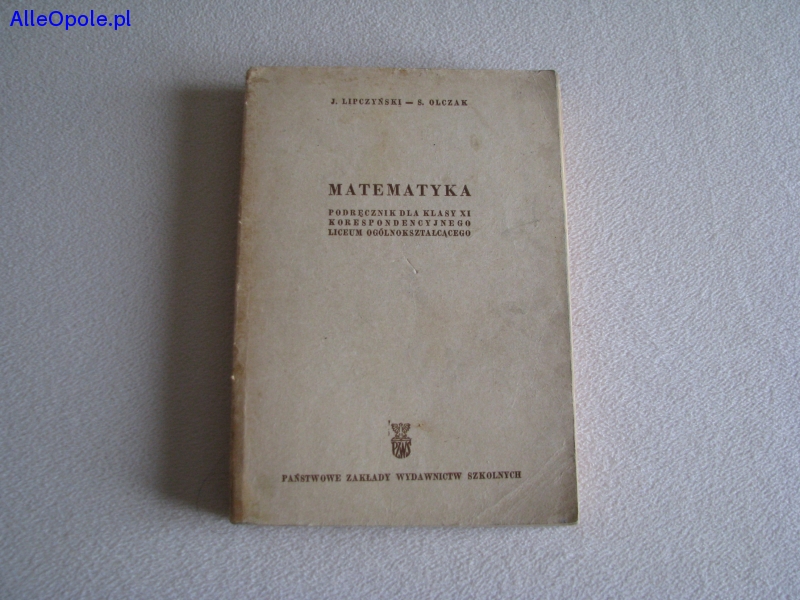 AlleOpole.pl
J. LIPCZYŃSKI — S. OLCZAK
MATEMATYKA
PODRĘCZNIK DLA KLASY XI
KORESPONDENCYJNEGO
LICEUM OGÓLNOKSZTAŁCĄCEGO
PZWS
PAŃSTWOWE ZAKŁADY WYDAWNICTW SZKOLNYCH